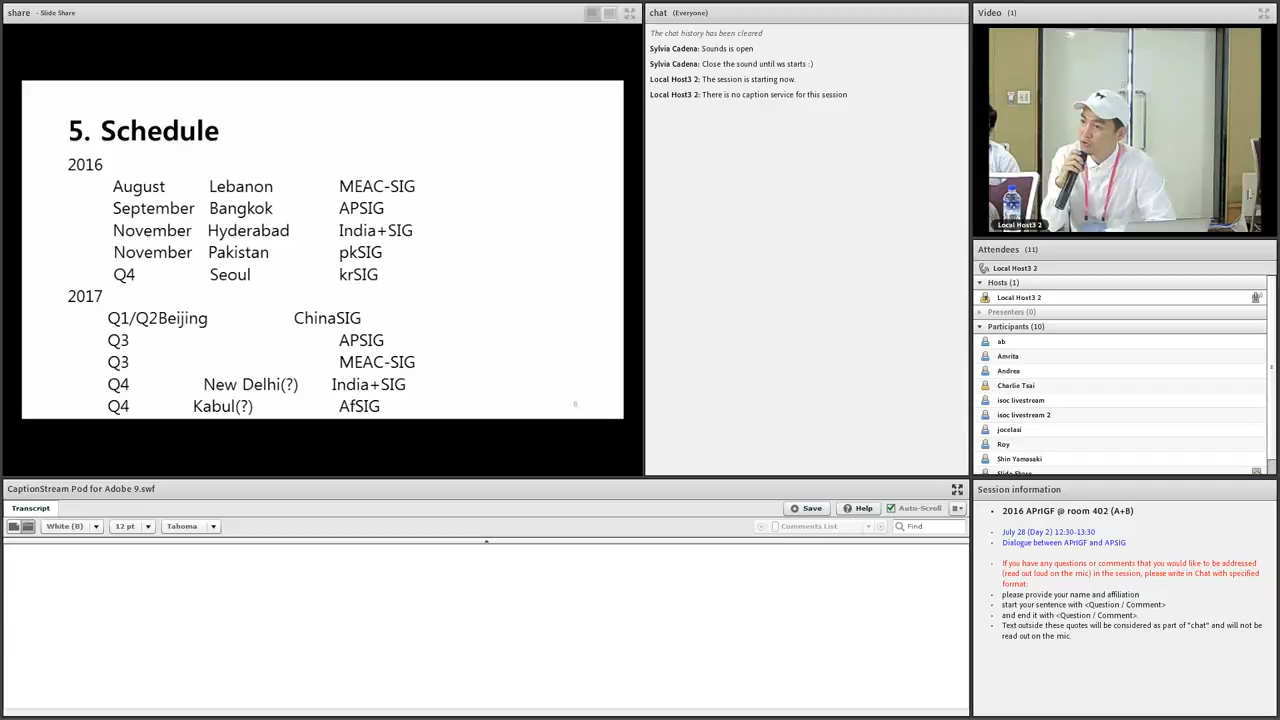 share - Slide Share
5. Schedule
2016
August Lebanon MEAC-SIG
September Bangkok APSIG
November Hyderabad India+SIG
November Pakistan pkSIG
Q4 Seoul krSIG
2017
Q1/Q2Beijing ChinaSIG
Q3 APSIG
Q3 MEAC-SIG
Q4 New Delhi(?) India+SIG
Q4 Kabul(?) AfSIG
chat (Everyone)
The chat history has been cleared
Sylvia Cadena: Sounds is open
Sylvia Cadena: Close the sound until ws starts :)
Local Host3 2: The session is starting now.
Local Host3 2: There is no caption service for this session
Video (1)
Local Host3 2
Attendees (11)
Local Host3 2
Hosts (1)
Local Host3 2
Presenters (0)
Participants (10)
ab
Amrita
Andrea
Charlie Tsai
isoc livestream
isoc livestream 2
jocelasi
Roy
Shin Yamasaki
Slide Share
CaptionStream Pod for Adobe 9.swf
Transcript
Save Help Auto-Scroll
White (B) 12 pt Tahoma Comments List Find
Session information
• 2016 APrIGF @ room 402 (A+B)
• July 28 (Day 2) 12:30-13:30
• Dialogue between APrIGF and APSIG
• If you have any questions or comments that you would like to be addressed
(read out loud on the mic) in the session, please write in Chat with specified
format:
• please provide your name and affiliation
• start your sentence with <Question / Comment>
• and end it with <Question / Comment>.
• Text outside these quotes will be considered as part of "chat" and will not be
read out on the mic.